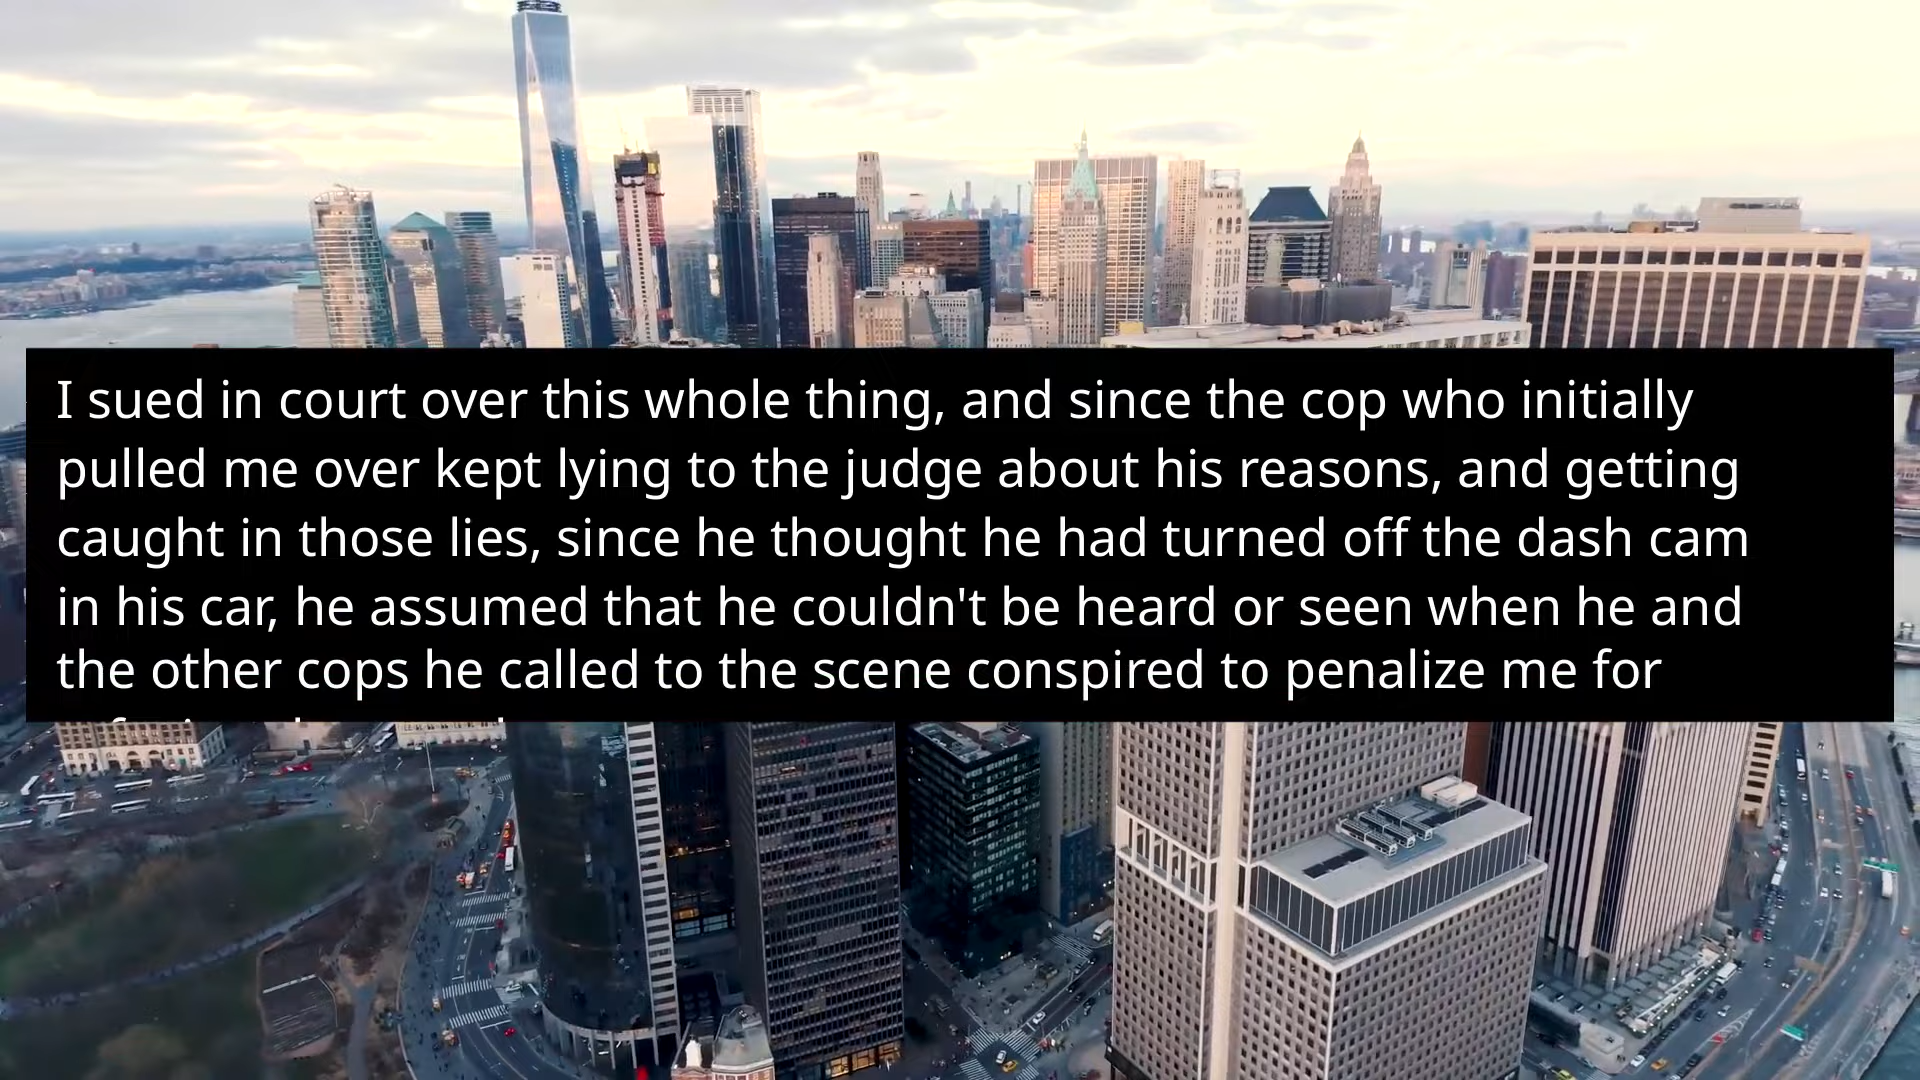 I sued in court over this whole thing, and since the cop who initially
pulled me over kept lying to the judge about his reasons, and getting
caught in those lies, since he thought he had turned off the dash cam
in his car, he assumed that he couldn't be heard or seen when he and
the other cops he called to the scene conspired to penalize me for